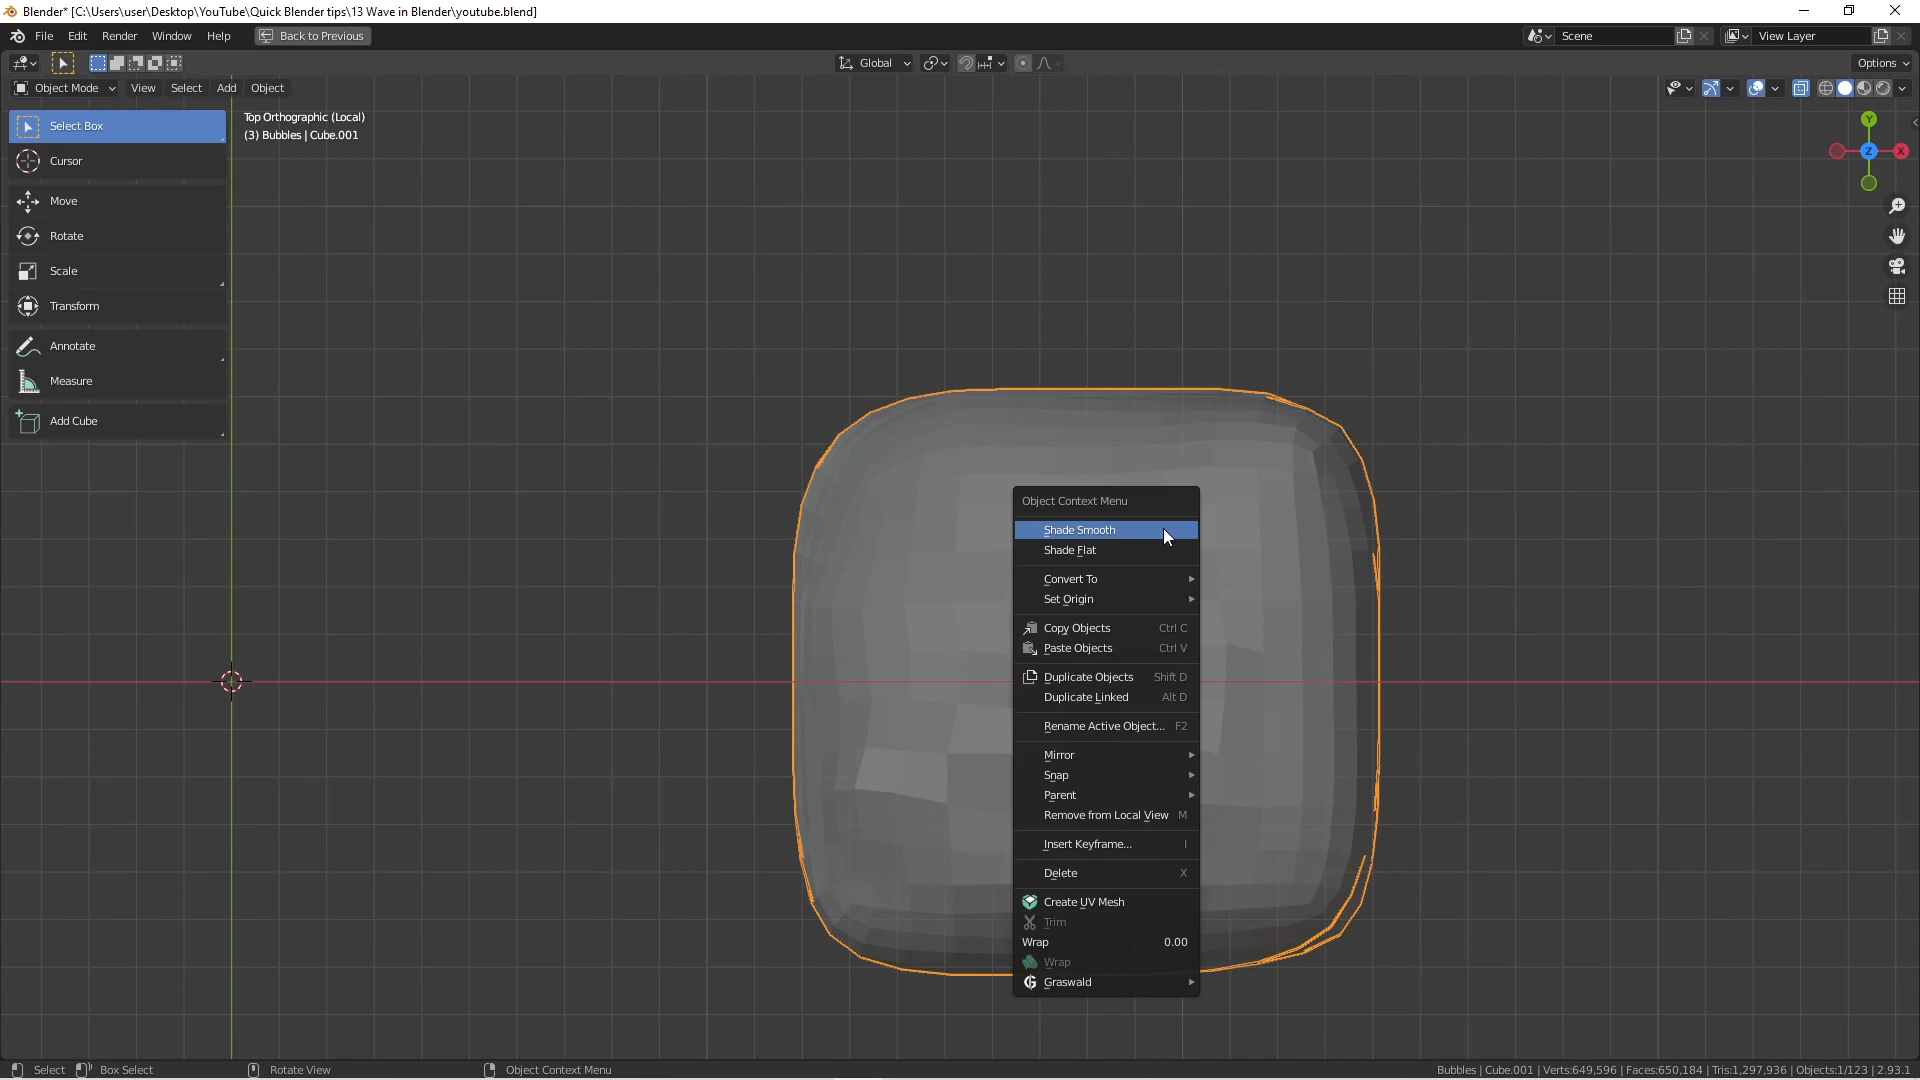 Blender* [C:\Users\user\Desktop\YouTube\Quick Blender tips\13 Wave in Blender\youtube.blend]
File Edit Render Window Help Back to Previous Scene View Layer
Global Options
Object Mode View Select Add Object
Top Orthographic (Local)
(3) Bubbles | Cube.001
Select Box
Cursor
Move
Rotate
Scale
Transform
Annotate
Measure
Add Cube
Y
Z
X
Object Context Menu
Shade Smooth
Shade Flat
Convert To
Set Origin
Copy Objects Ctrl C
Paste Objects Ctrl V
Duplicate Objects Shift D
Duplicate Linked Alt D
Rename Active Object... F2
Mirror
Snap
Parent
Remove from Local View M
Insert Keyframe... I
Delete X
Create UV Mesh
Trim
Wrap 0.00
Wrap
Graswald
Select Box Select Rotate View Object Context Menu Bubbles | Cube.001 | Verts:649,596 | Faces:650,184 | Tris:1,297,936 | Objects:1/123 | 2.93.1